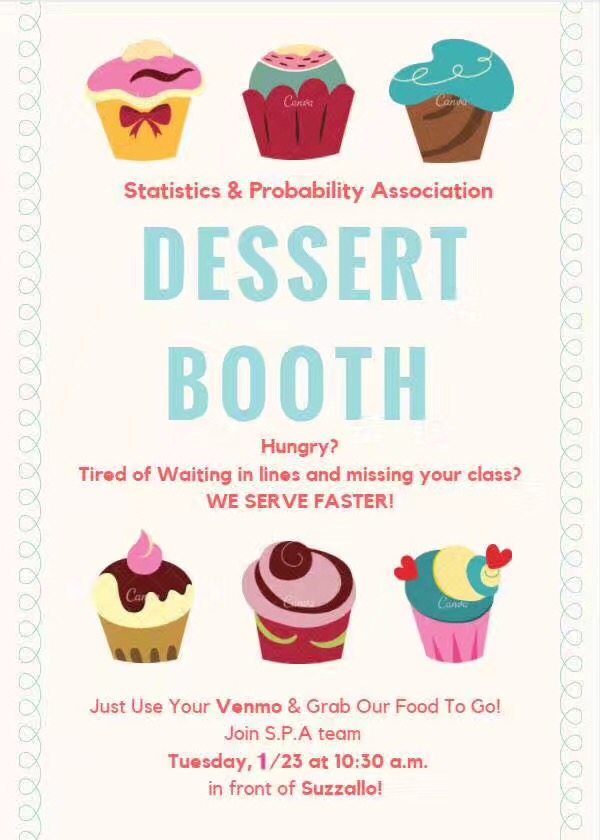 Canva Canva Canva
Statistics & Probability Association
DESSERT
BOOTH
Hungry?
Tired of Waiting in lines and missing your class?
WE SERVE FASTER!
Canva Canva Canva
Just Use Your Venmo & Grab Our Food To Go!
Join S.P.A team
Tuesday, 1/23 at 10:30 a.m.
in front of Suzzallo!